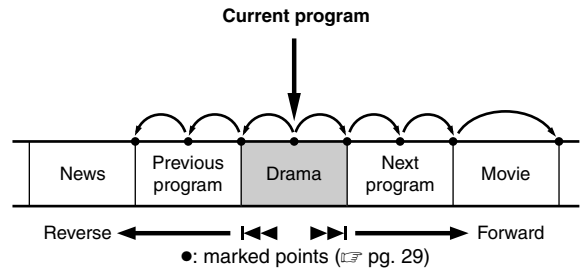 Current program
News
Previous program
Drama
Next program
Movie
Reverse
Forward
●: marked points (☞ pg. 29)